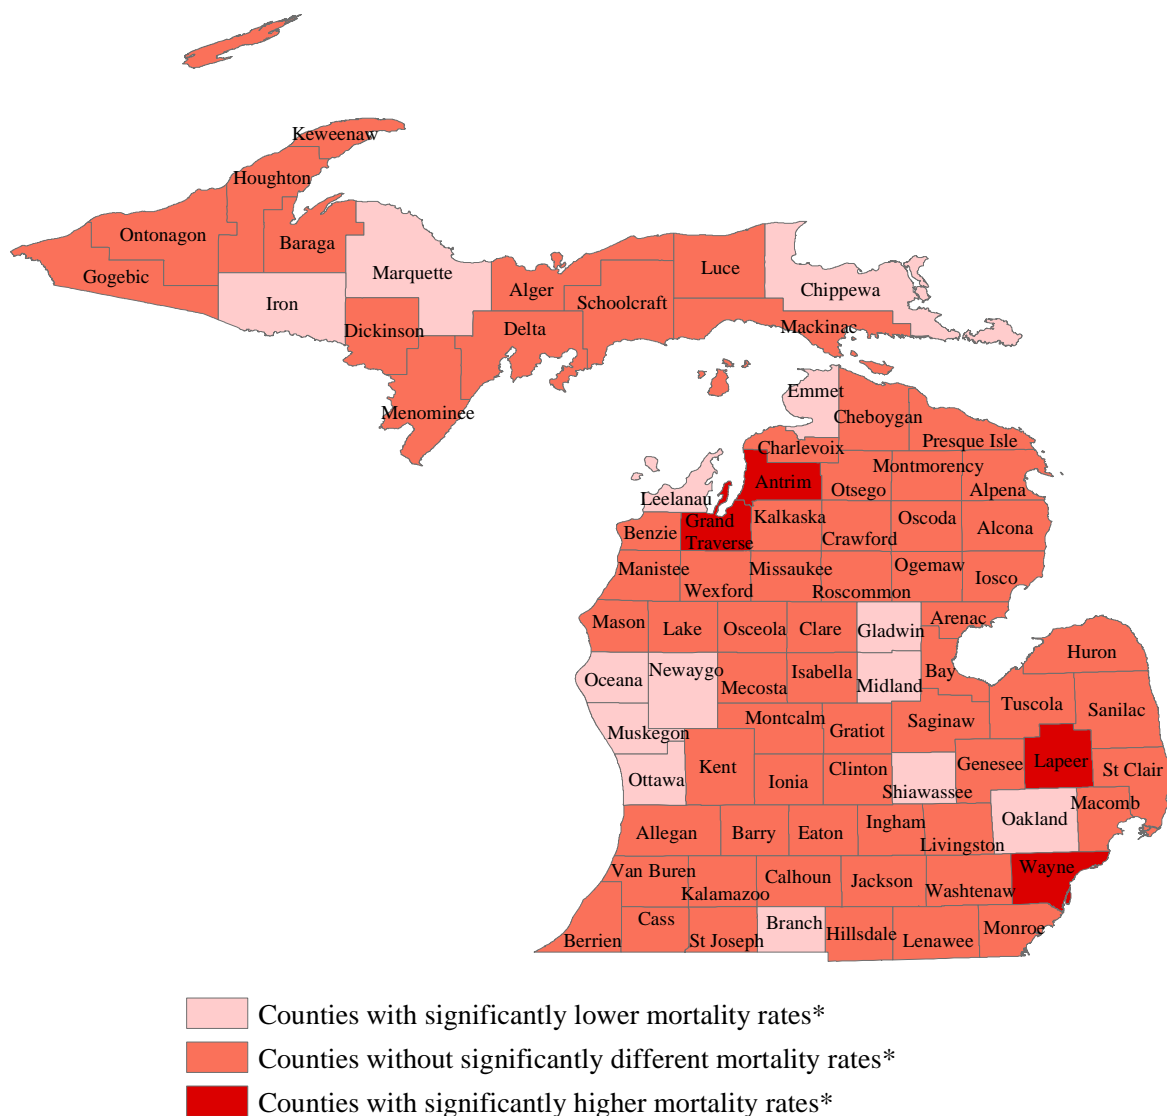 Keweenaw
Houghton
Ontonagon
Baraga
Gogebic
Marquette
Iron
Alger
Luce
Chippewa
Schoolcraft
Dickinson
Delta
Mackinac
Menominee
Emmet
Cheboygan
Presque Isle
Charlevoix
Montmorency
Antrim
Otsego
Alpena
Leelanau
Kalkaska
Oscoda
Grand
Traverse
Benzie
Crawford
Alcona
Manistee
Missaukee
Ogemaw
Wexford
Roscommon
Iosco
Mason
Lake
Osceola
Clare
Gladwin
Arenac
Huron
Oceana
Newaygo
Mecosta
Isabella
Midland
Bay
Tuscola
Sanilac
Muskegon
Montcalm
Gratiot
Saginaw
Ottawa
Kent
Ionia
Clinton
Shiawassee
Genesee
Lapeer
St Clair
Allegan
Barry
Eaton
Ingham
Livingston
Oakland
Macomb
Van Buren
Kalamazoo
Calhoun
Jackson
Washtenaw
Wayne
Berrien
Cass
St Joseph
Branch
Hillsdale
Lenawee
Monroe
Counties with significantly lower mortality rates*
Counties without significantly different mortality rates*
Counties with significantly higher mortality rates*